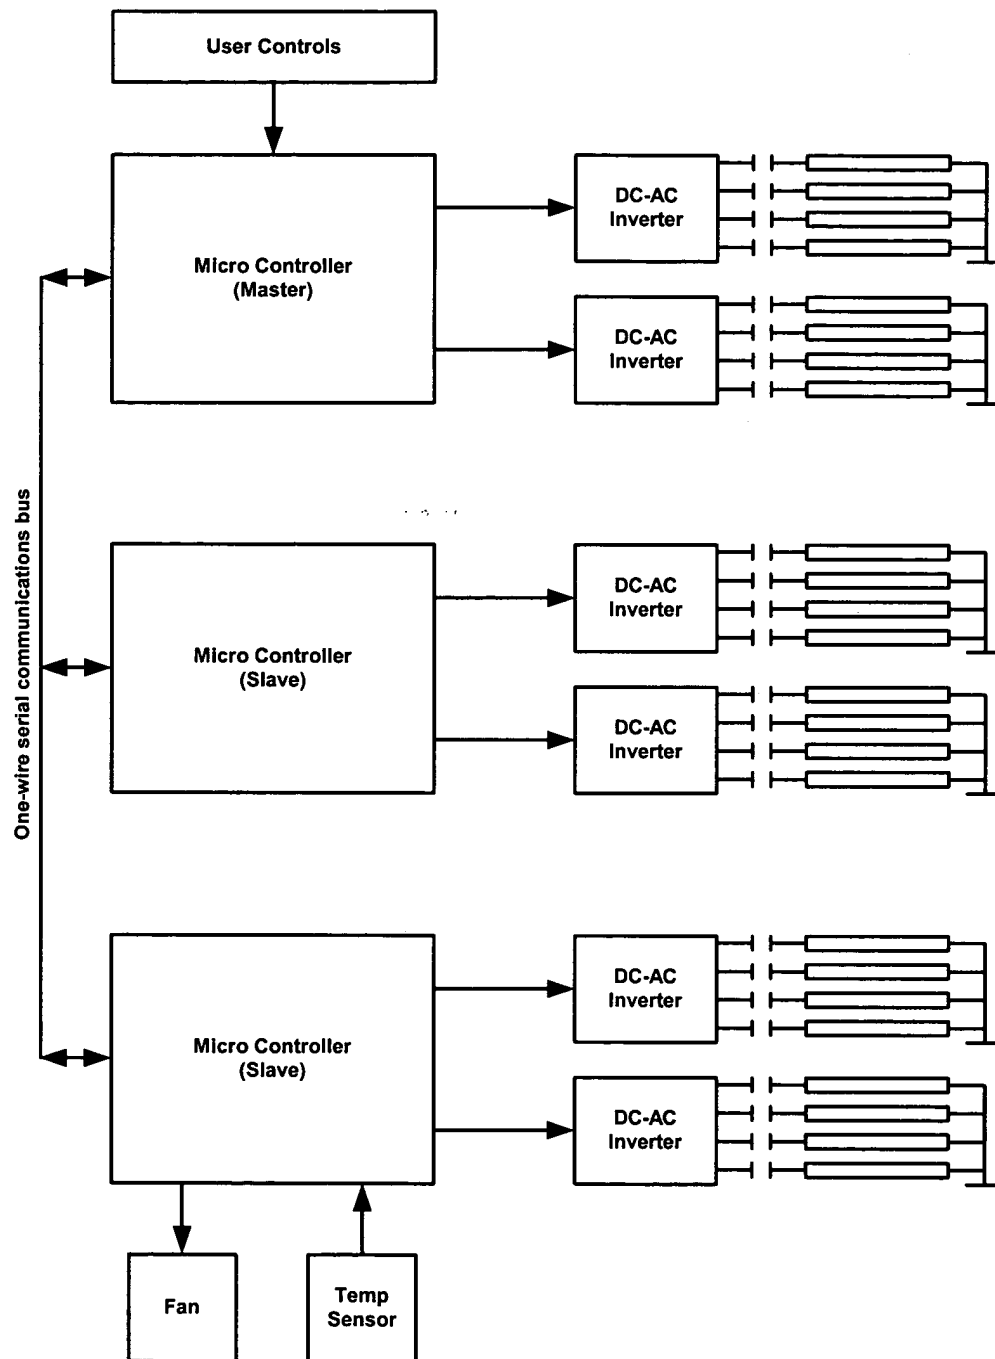 User Controls
Micro Controller
(Master)
DC-AC
Inverter
DC-AC
Inverter
One-wire serial communications bus
Micro Controller
(Slave)
DC-AC
Inverter
DC-AC
Inverter
Micro Controller
(Slave)
DC-AC
Inverter
DC-AC
Inverter
Fan
Temp
Sensor